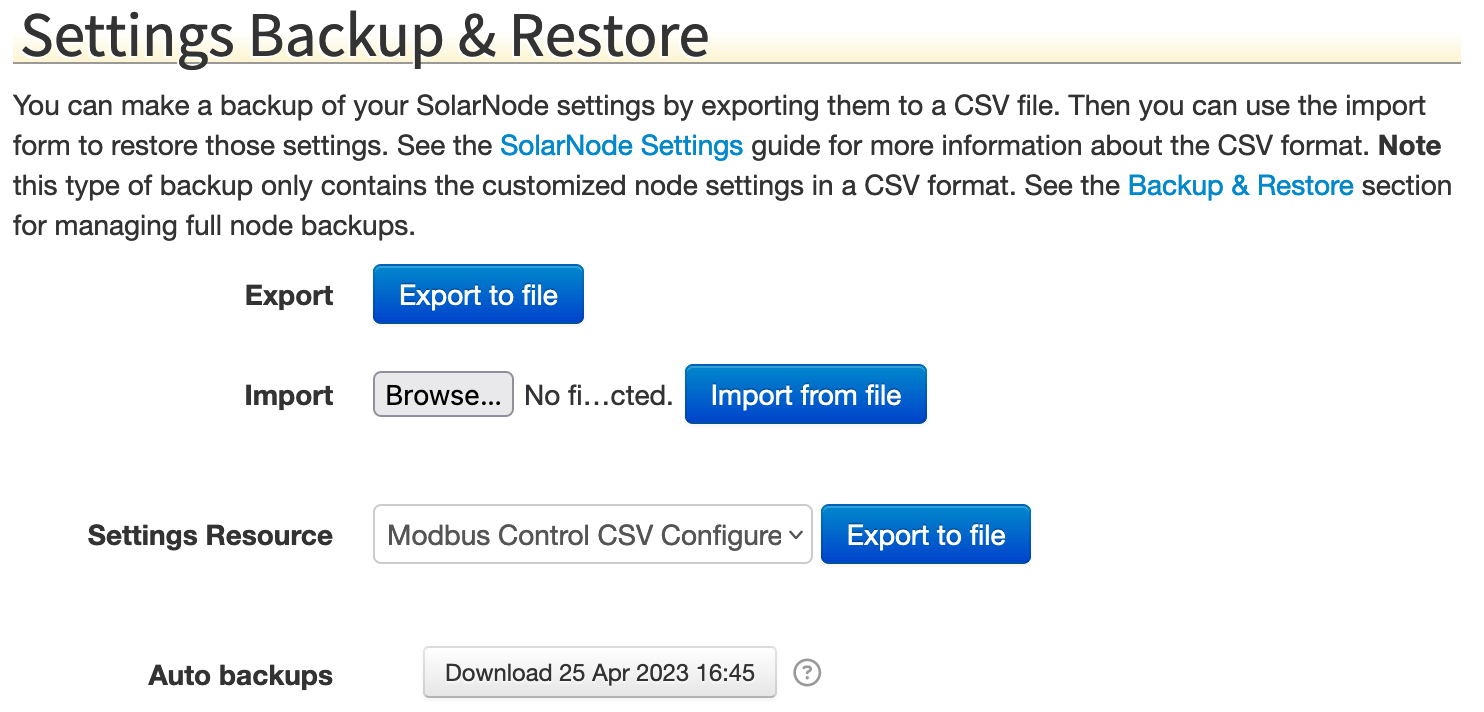 Settings Backup & Restore
You can make a backup of your SolarNode settings by exporting them to a CSV file. Then you can use the import
form to restore those settings. See the SolarNode Settings guide for more information about the CSV format. Note
this type of backup only contains the customized node settings in a CSV format. See the Backup & Restore section
for managing full node backups.
Export Export to file
Import Browse... No fi...cted. Import from file
Settings Resource Modbus Control CSV Configure Export to file
Auto backups Download 25 Apr 2023 16:45 ?